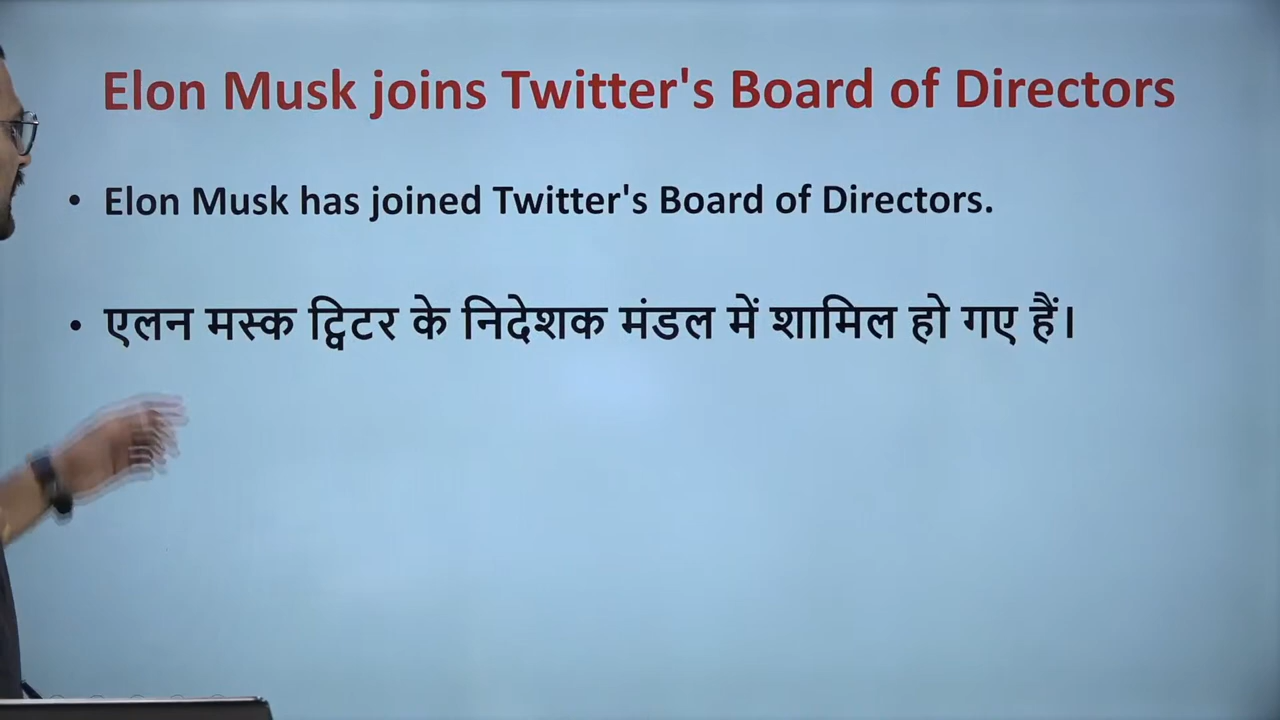 Elon Musk joins Twitter's Board of Directors
• Elon Musk has joined Twitter's Board of Directors.
• एलन मस्क ट्विटर के निदेशक मंडल में शामिल हो गए हैं।